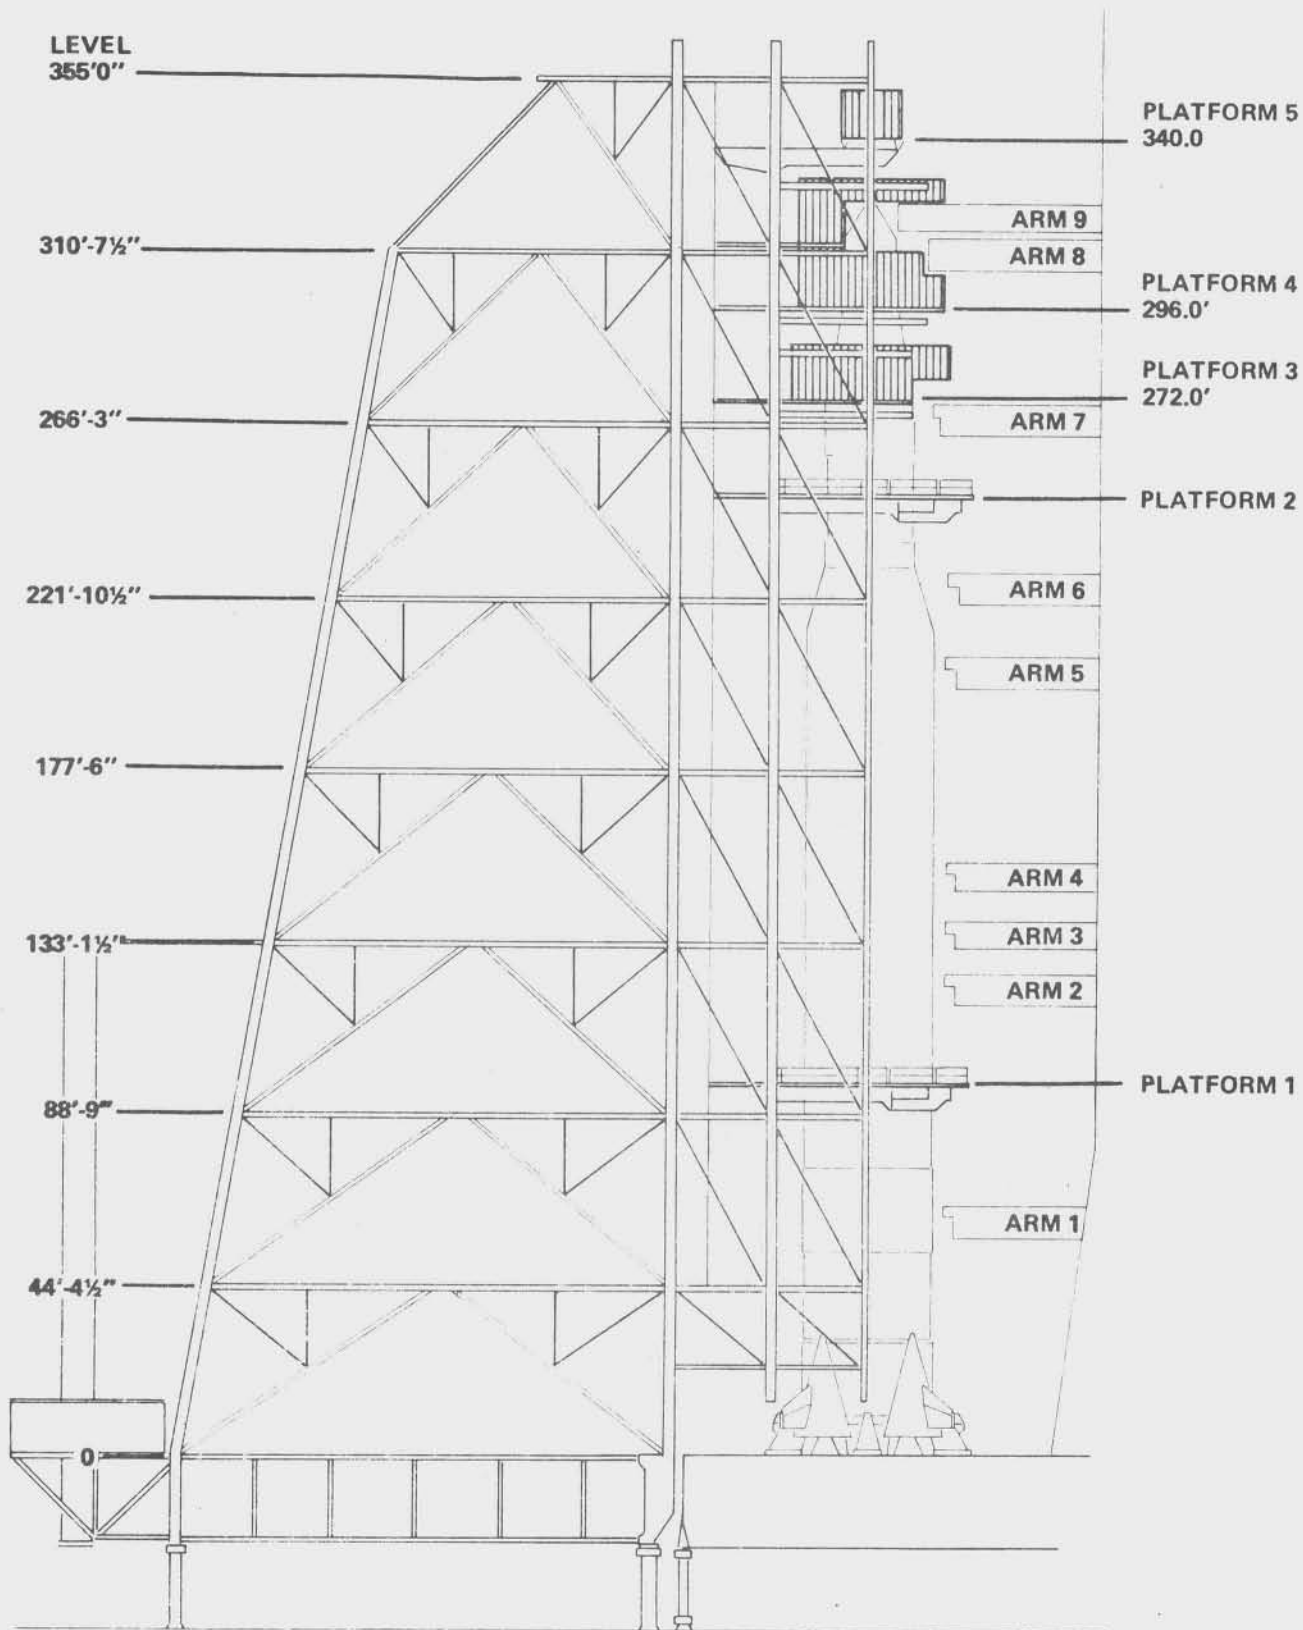 LEVEL
355'0"
310'-7½"
266'-3"
221'-10½"
177'-6"
133'-1½"
88'-9"
44'-4½"
0
PLATFORM 5
340.0
ARM 9
ARM 8
PLATFORM 4
296.0'
PLATFORM 3
272.0'
ARM 7
PLATFORM 2
ARM 6
ARM 5
ARM 4
ARM 3
ARM 2
PLATFORM 1
ARM 1